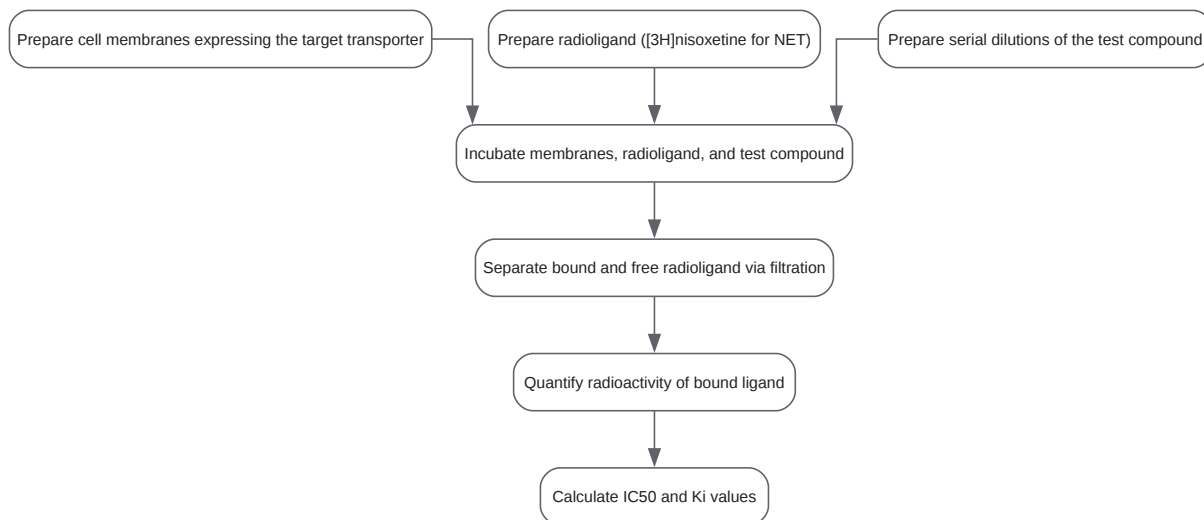 Prepare cell membranes expressing the target transporter
Prepare radioligand ([3H]nisoxetine for NET)
Prepare serial dilutions of the test compound
Incubate membranes, radioligand, and test compound
Separate bound and free radioligand via filtration
Quantify radioactivity of bound ligand
Calculate IC50 and Ki values